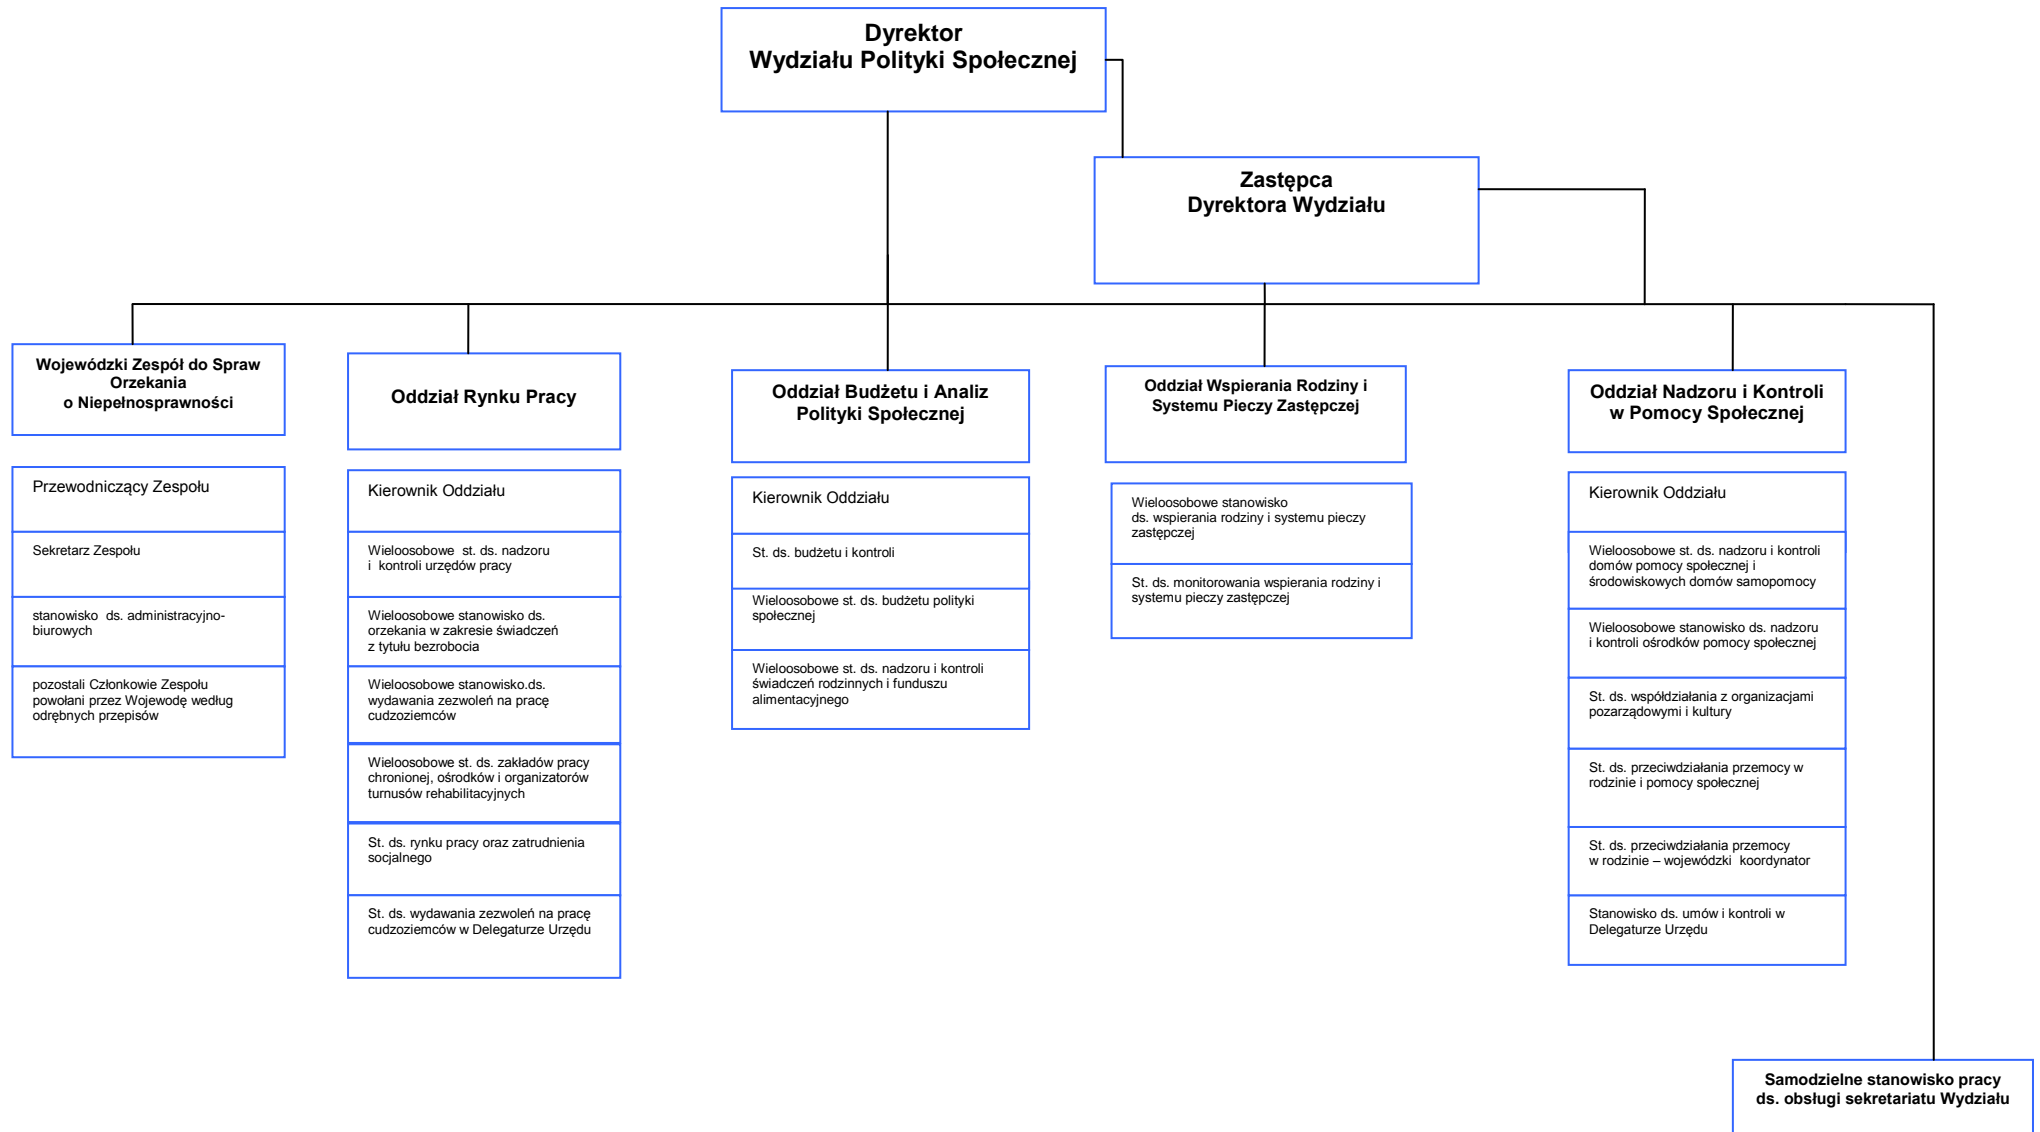 Dyrektor
Wydziału Polityki Społecznej
Zastępca
Dyrektora Wydziału
Wojewódzki Zespół do Spraw
Orzekania
o Niepełnosprawności
Przewodniczący Zespołu
Sekretarz Zespołu
stanowisko ds. administracyjno-
biurowych
pozostali Członkowie Zespołu
powołani przez Wojewodę według
odrębnych przepisów
Oddział Rynku Pracy
Kierownik Oddziału
Wieloosobowe st. ds. nadzoru
i kontroli urzędów pracy
Wieloosobowe stanowisko ds.
orzekania w zakresie świadczeń
z tytułu bezrobocia
Wieloosobowe stanowisko.ds.
wydawania zezwoleń na pracę
cudzoziemców
Wieloosobowe st. ds. zakładów pracy
chronionej, ośrodków i organizatorów
turnusów rehabilitacyjnych
St. ds. rynku pracy oraz zatrudnienia
socjalnego
St. ds. wydawania zezwoleń na pracę
cudzoziemców w Delegaturze Urzędu
Oddział Budżetu i Analiz
Polityki Społecznej
Kierownik Oddziału
St. ds. budżetu i kontroli
Wieloosobowe st. ds. budżetu polityki
społecznej
Wieloosobowe st. ds. nadzoru i kontroli
świadczeń rodzinnych i funduszu
alimentacyjnego
Oddział Wspierania Rodziny i
Systemu Pieczy Zastępczej
Wieloosobowe stanowisko
ds. wspierania rodziny i systemu pieczy
zastępczej
St. ds. monitorowania wspierania rodziny i
systemu pieczy zastępczej
Oddział Nadzoru i Kontroli
w Pomocy Społecznej
Kierownik Oddziału
Wieloosobowe st. ds. nadzoru i kontroli
domów pomocy społecznej i
środowiskowych domów samopomocy
Wieloosobowe stanowisko ds. nadzoru
i kontroli ośrodków pomocy społecznej
St. ds. współdziałania z organizacjami
pozarządowymi i kultury
St. ds. przeciwdziałania przemocy w
rodzinie i pomocy społecznej
St. ds. przeciwdziałania przemocy
w rodzinie – wojewódzki koordynator
Stanowisko ds. umów i kontroli w
Delegaturze Urzędu
Samodzielne stanowisko pracy
ds. obsługi sekretariatu Wydziału